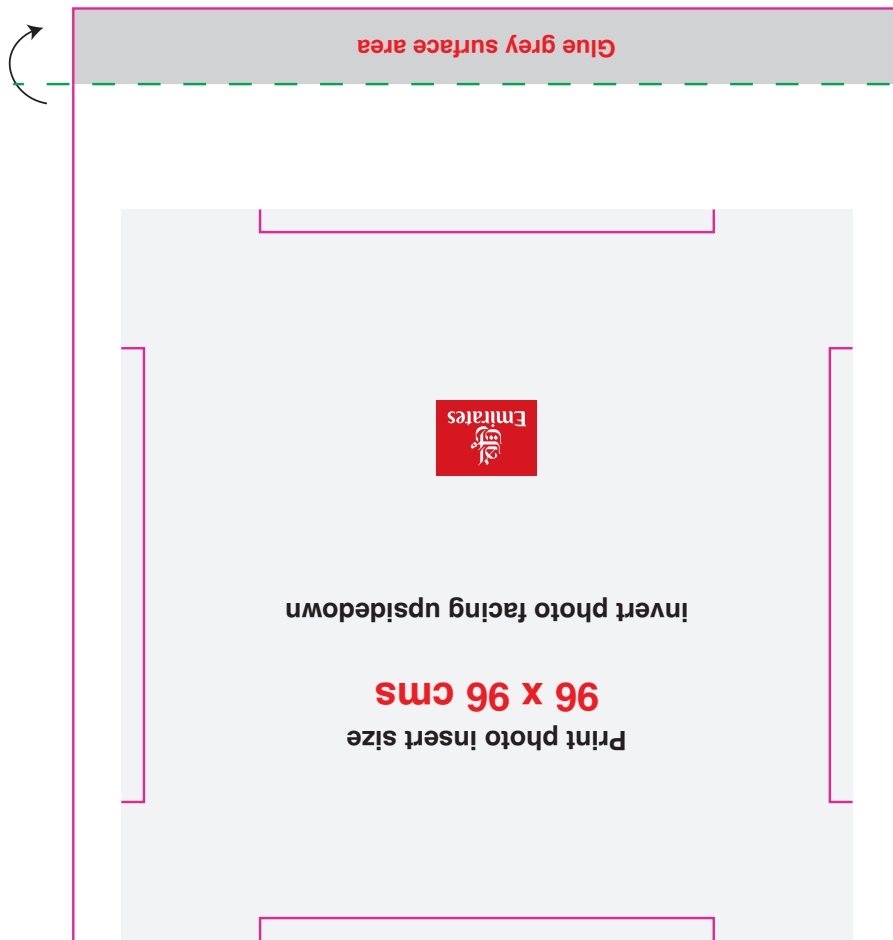 Print photo insert size
96 x 96 cms
invert photo facing upsidedown
Emirates
Glue grey surface area